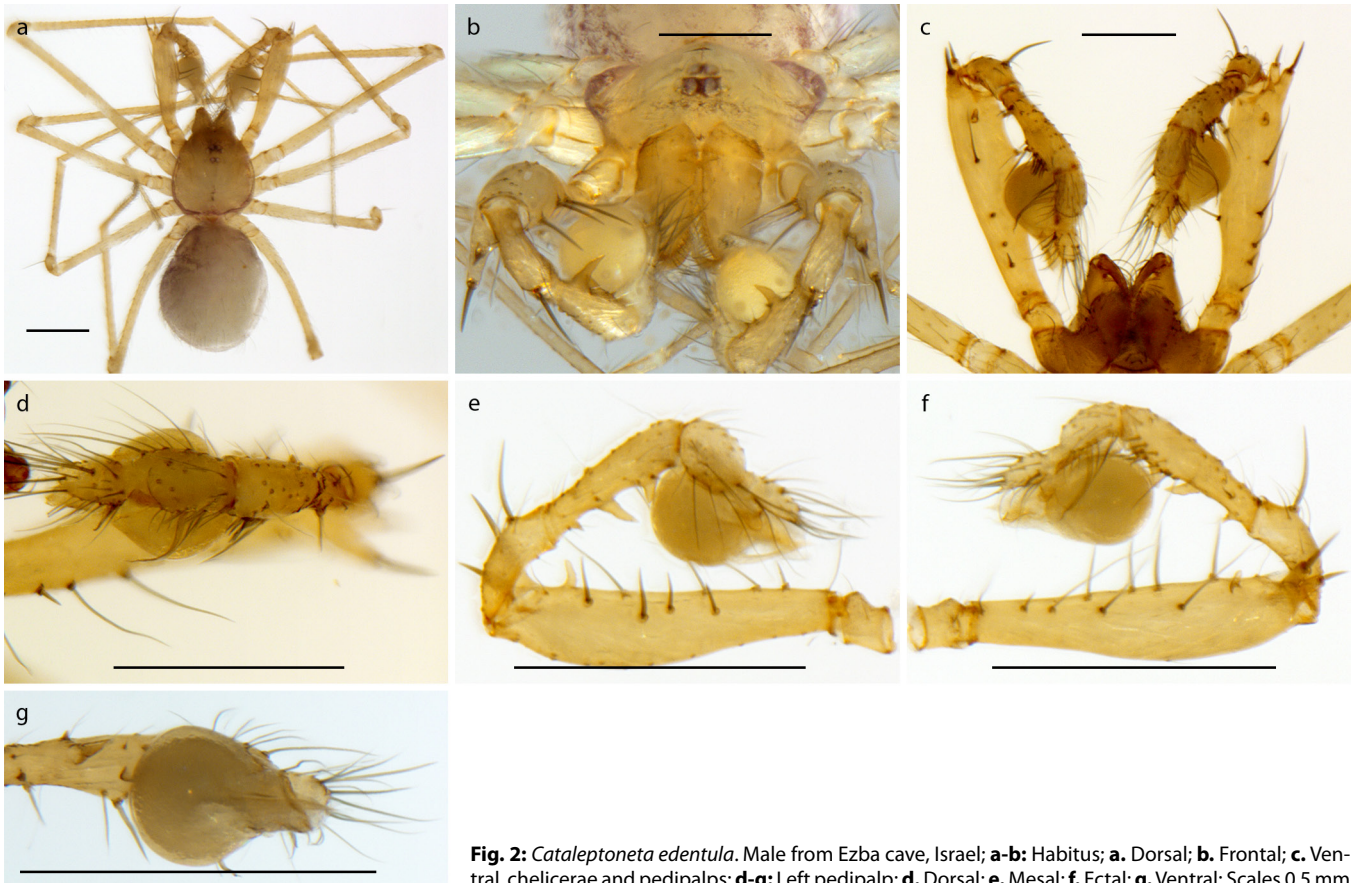 a
b
c
d
e
f
g
Fig. 2: Cataleptoneta edentula. Male from Ezba cave, Israel; a-b: Habitus; a. Dorsal; b. Frontal; c. Ven-
tral, chelicerae and pedipalps; d-g: Left pedipalp; d. Dorsal; e. Mesal; f. Ectal; g. Ventral; Scales 0.5 mm